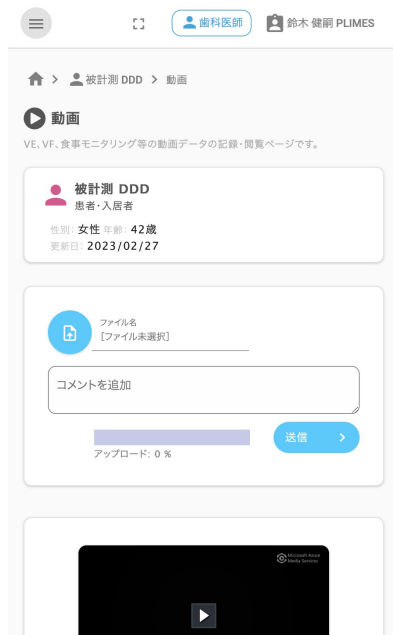 歯科医師
鈴木 健嗣 PLIMES
被計測 DDD > 動画
動画
VE、VF、食事モニタリング等の動画データの記録・閲覧ページです。
被計測 DDD
患者・入居者
性別: 女性 年齢: 42歳
更新日: 2023/02/27
ファイル名
[ファイル未選択]
コメントを追加
送信
アップロード: 0 %
Microsoft Azure
Media Services